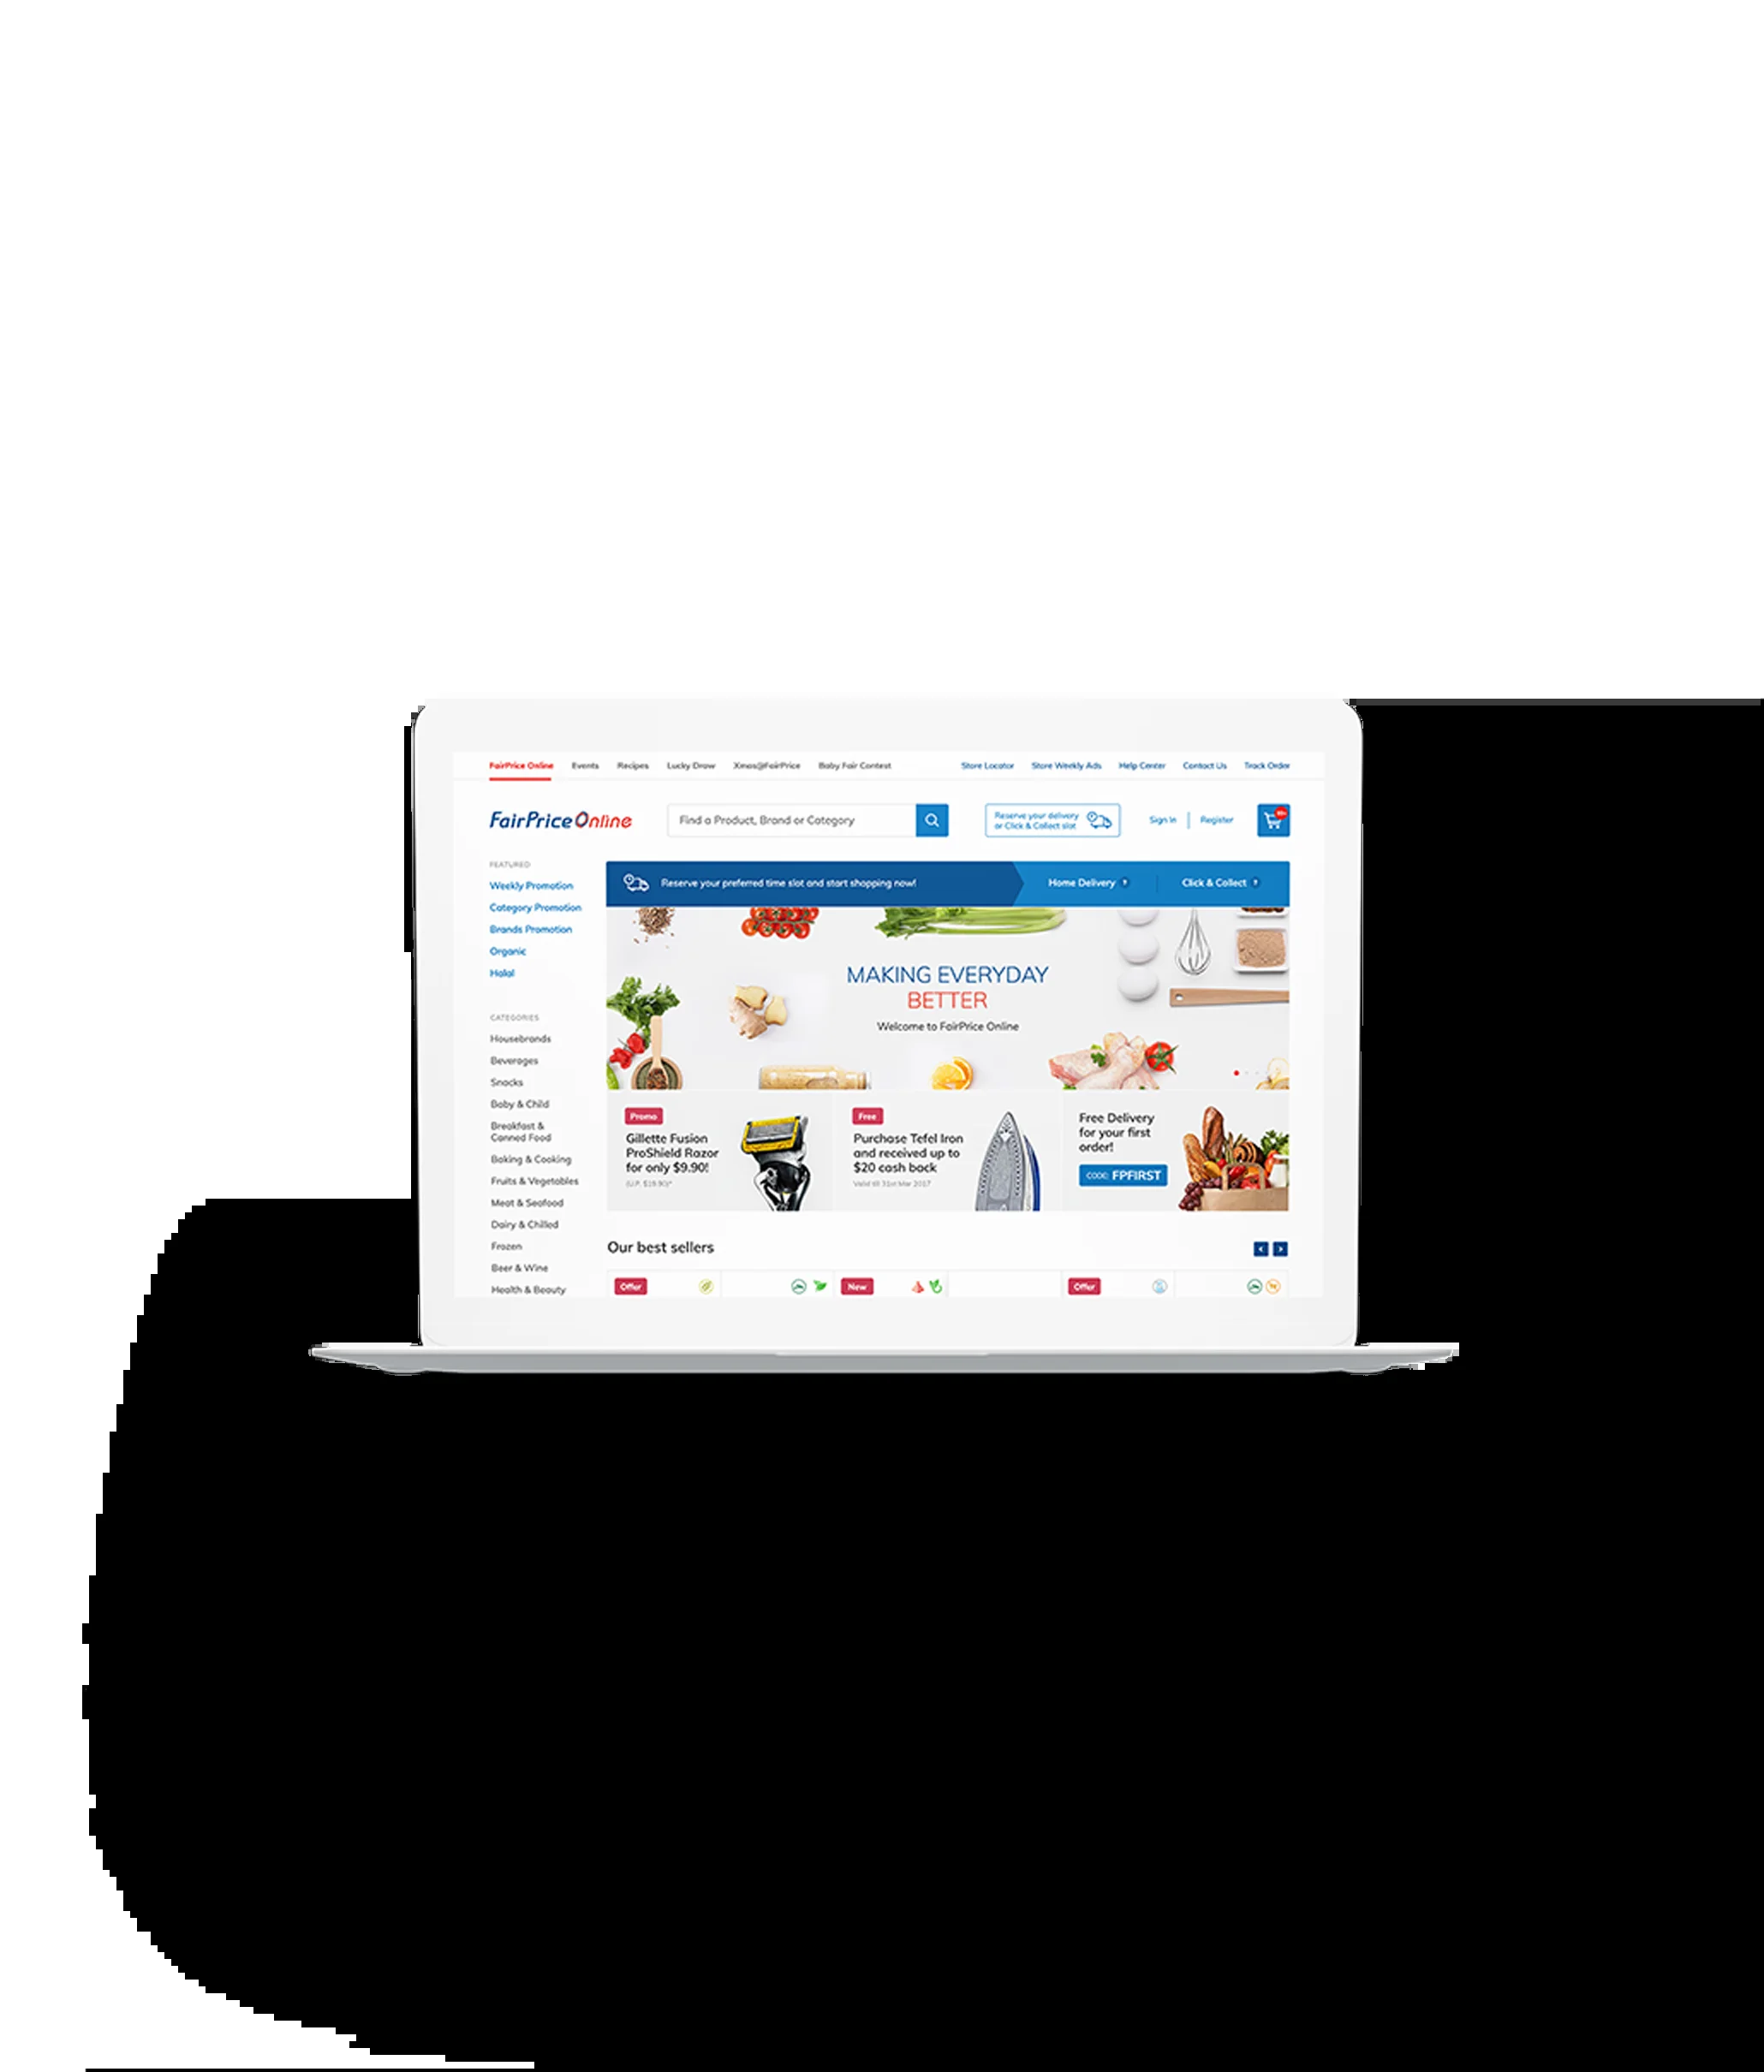 FairPrice Online Events Recipes Lucky Draw Xmas@FairPrice Baby Fair Contest Store Locator Store Weekly Ads Help Center Contact Us Track Order
FairPrice Online
Find a Product, Brand or Category
Reserve your delivery
or Click & Collect slot
Sign In Register
FEATURED
Weekly Promotion
Category Promotion
Brands Promotion
Organic
Halal
CATEGORIES
Housebrands
Beverages
Snacks
Baby & Child
Breakfast &
Canned Food
Baking & Cooking
Fruits & Vegetables
Meat & Seafood
Dairy & Chilled
Frozen
Beer & Wine
Health & Beauty
Reserve your preferred time slot and start shopping now!
Home Delivery ?
Click & Collect ?
MAKING EVERYDAY
BETTER
Welcome to FairPrice Online
Promo
Gillette Fusion
ProShield Razor
for only $9.90!
Free
Purchase Tefel Iron
and received up to
$20 cash back
Valid till 31st Mar 2017
Free Delivery
for your first
order!
CODE: FPFIRST
Our best sellers
Offer
New
Offer